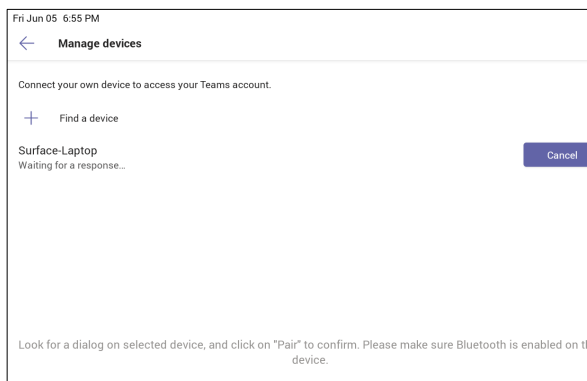 Fri Jun 05 6:55 PM
Manage devices
Connect your own device to access your Teams account.
Find a device
Surface-Laptop
Waiting for a response...
Cancel
Look for a dialog on selected device, and click on "Pair" to confirm. Please make sure Bluetooth is enabled on
device.